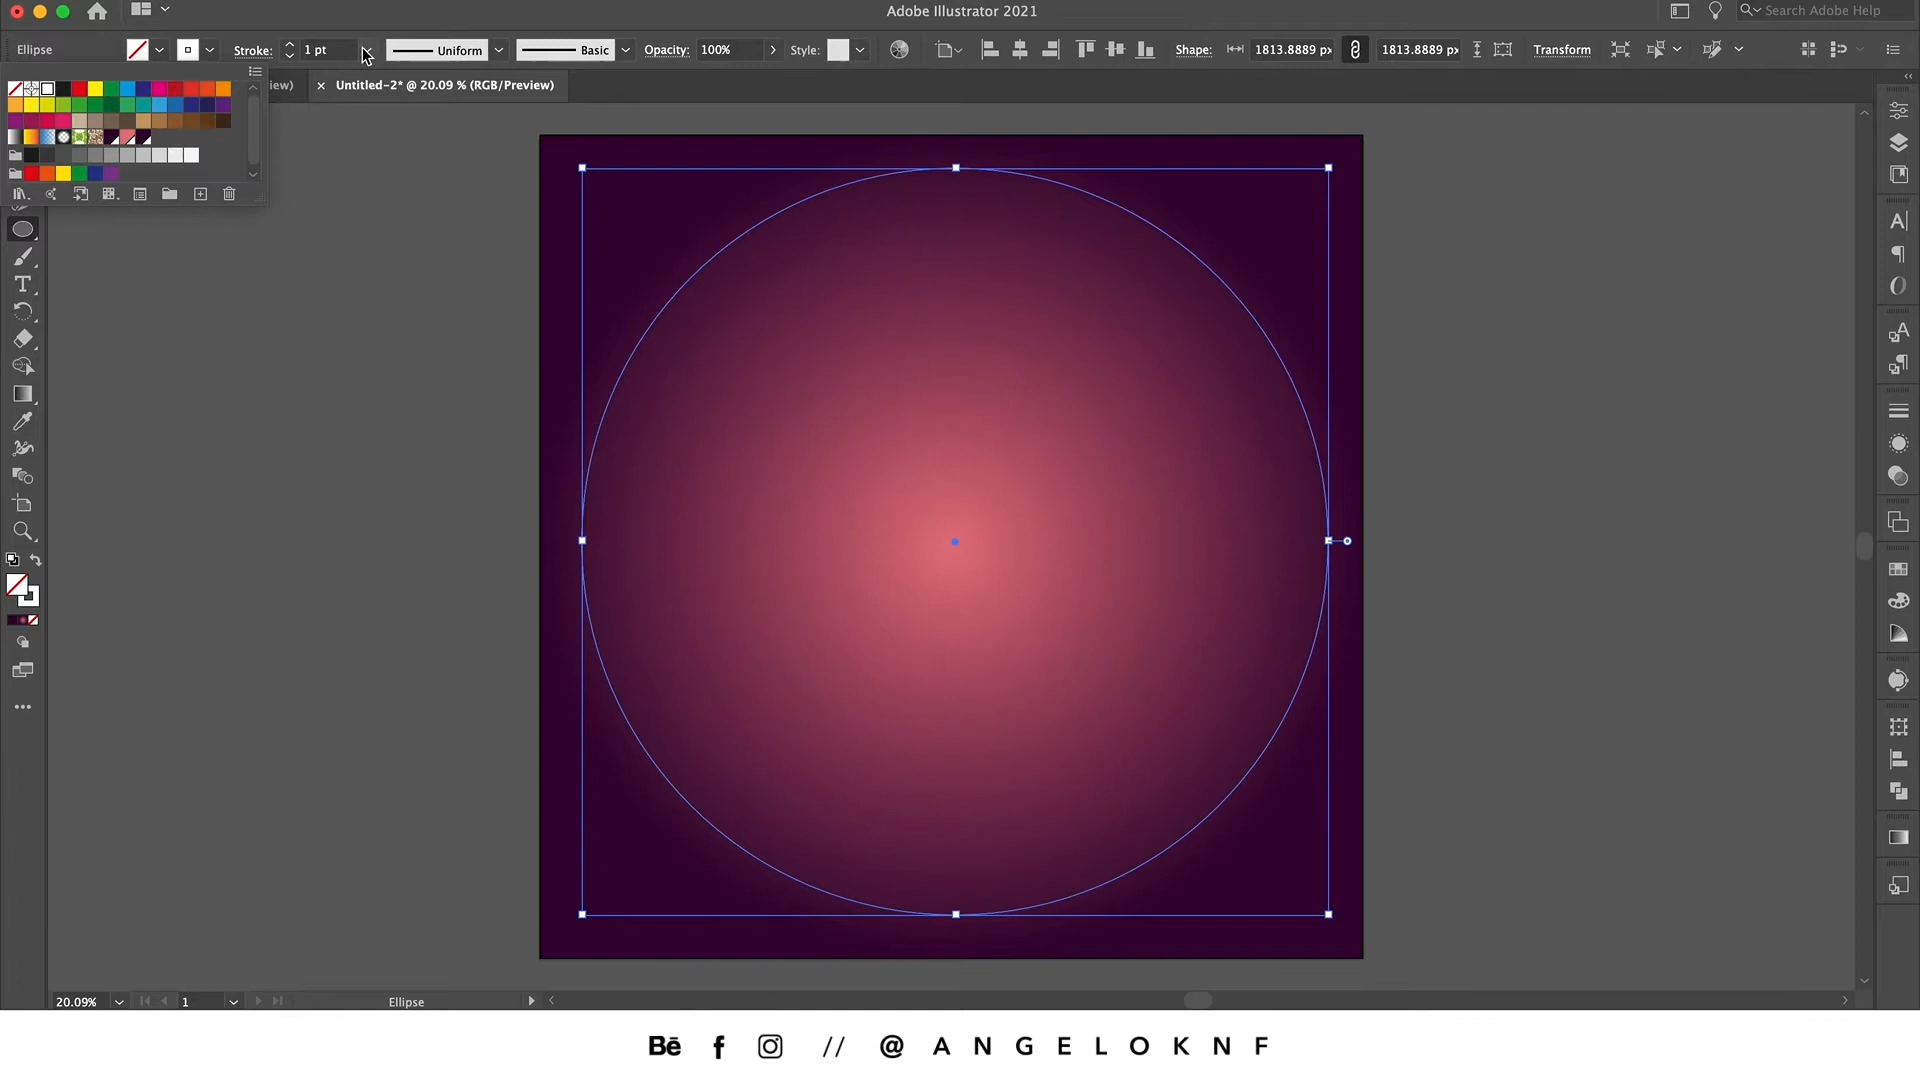 Adobe Illustrator 2021
Search Adobe Help
Ellipse
Stroke:
1 pt
Uniform
Basic
Opacity:
100%
Style:
Shape:
1813.8889 px
1813.8889 px
Transform
iew)
× Untitled-2* @ 20.09 % (RGB/Preview)
20.09%
1
Ellipse
Bē f // @ANGELOKNF